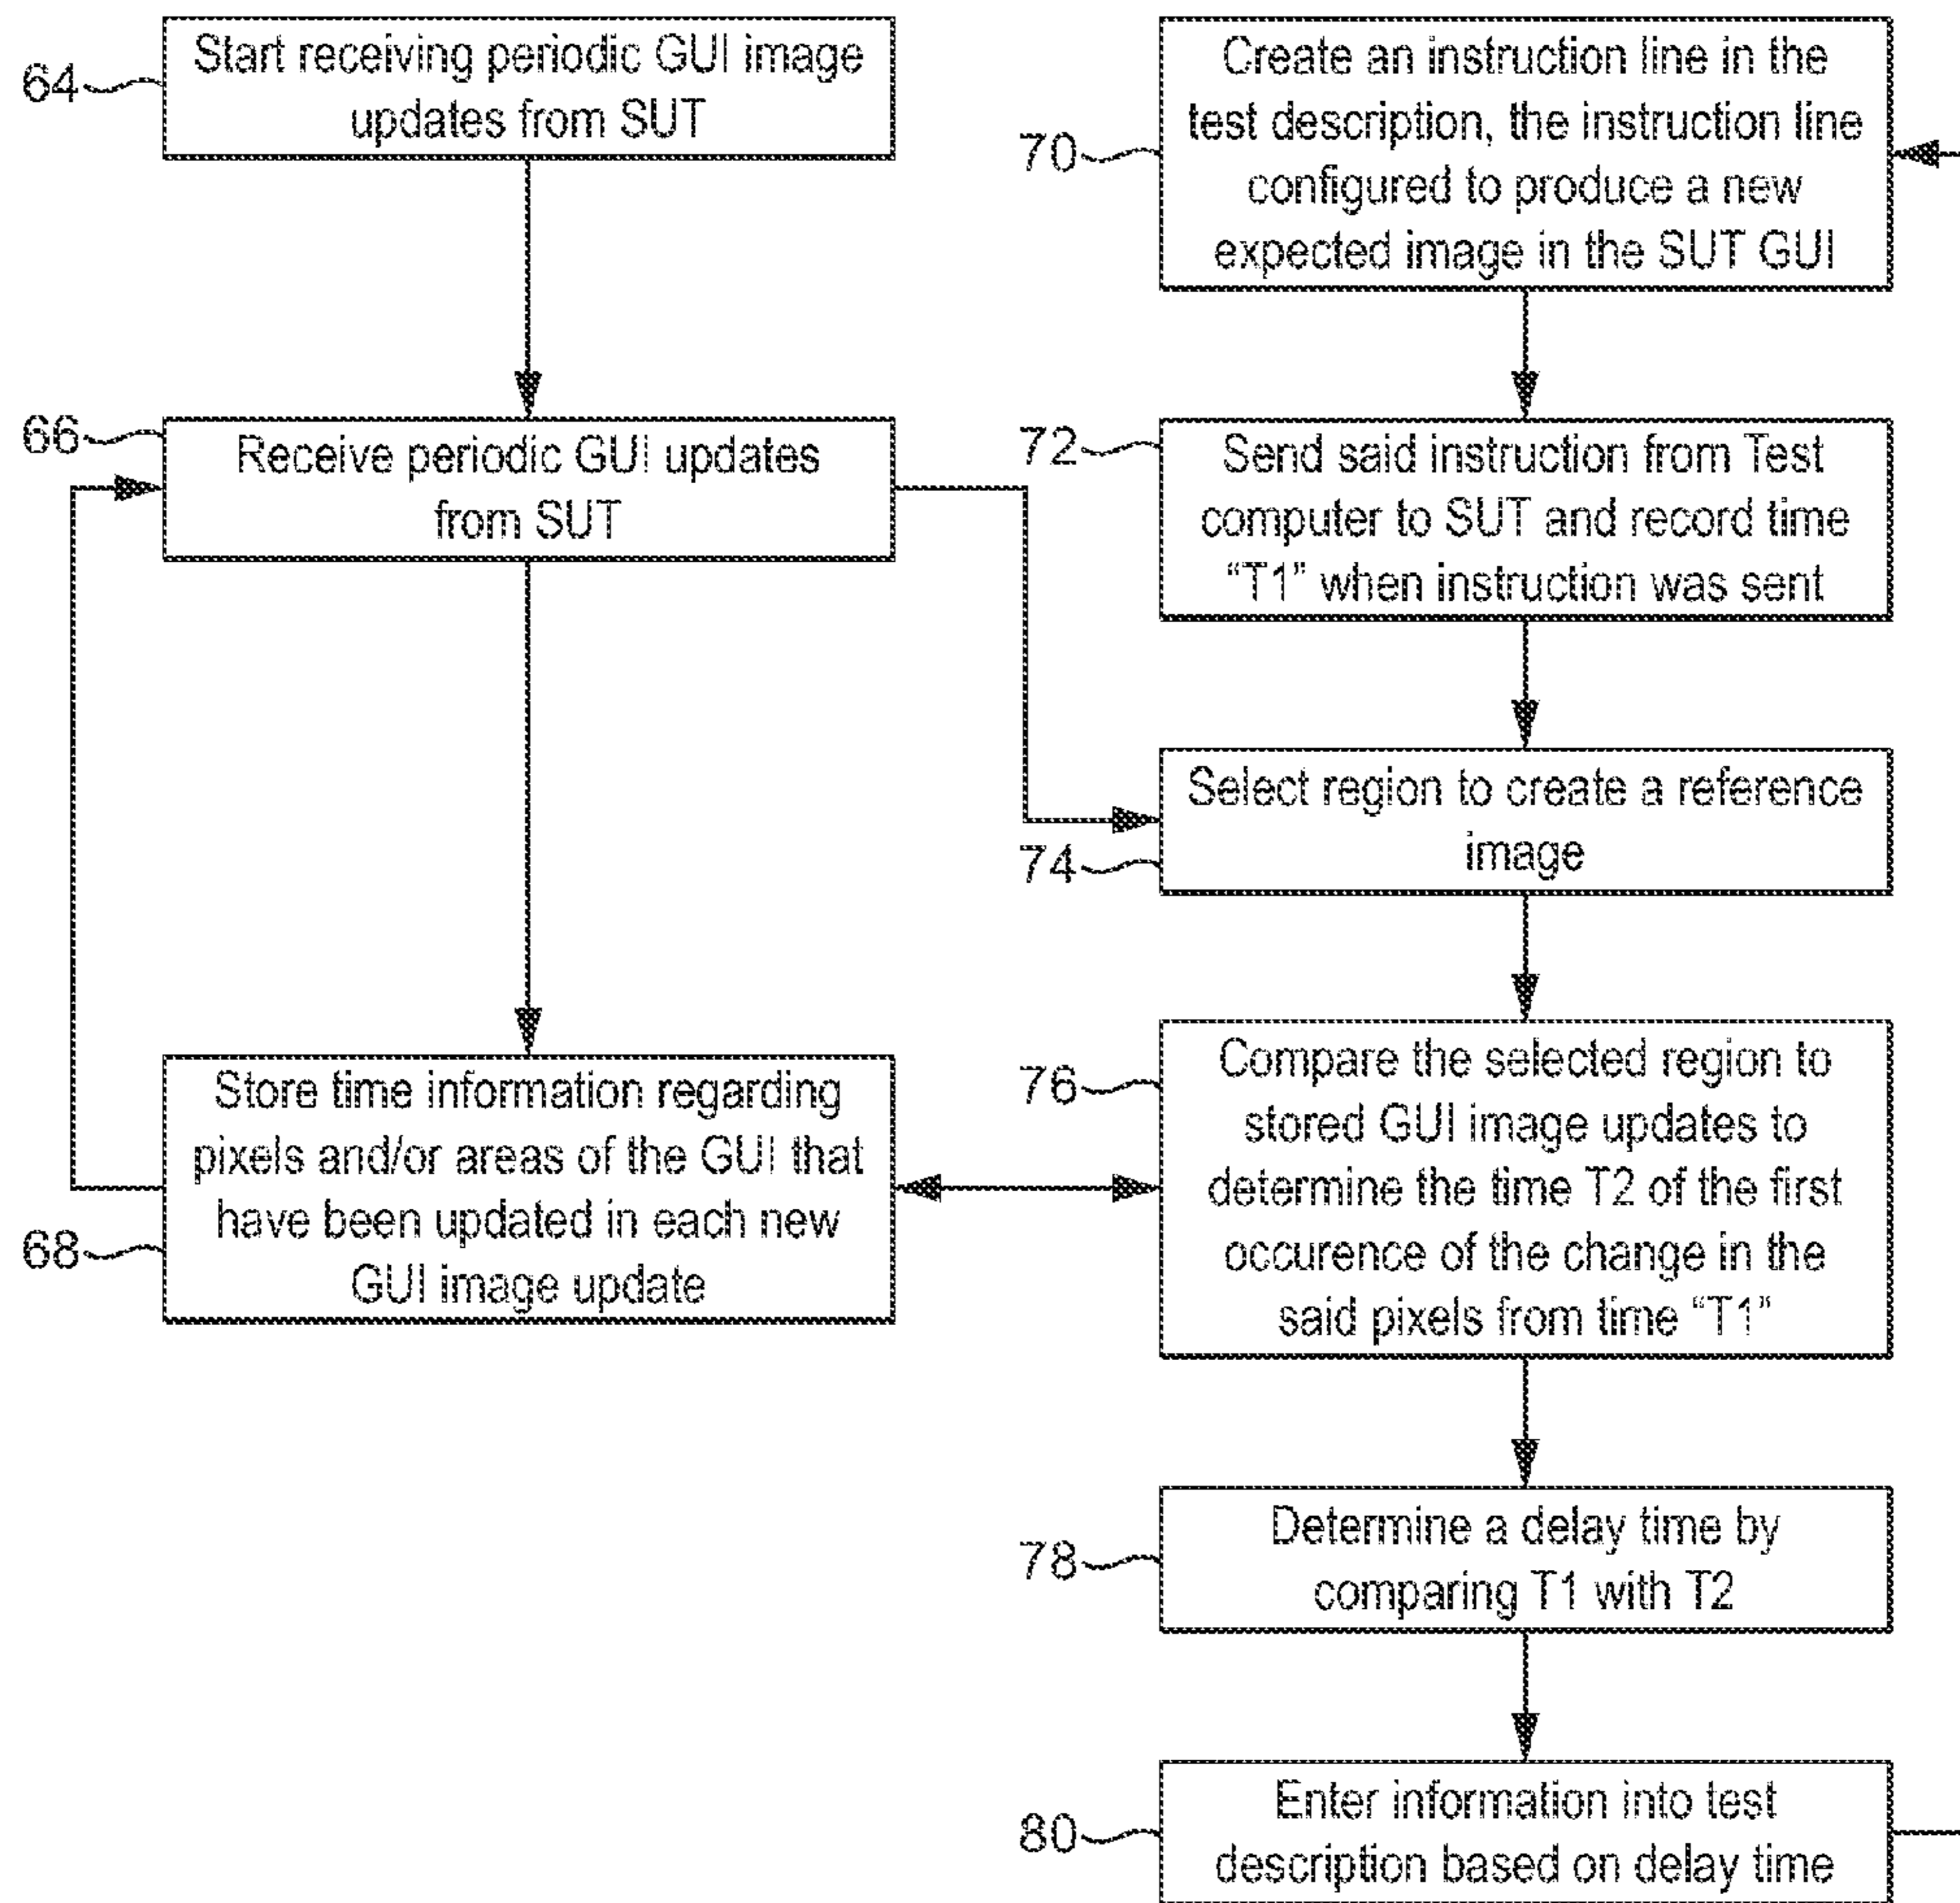 64
Start receiving periodic GUI image
updates from SUT
66
Receive periodic GUI updates
from SUT
68
Store time information regarding
pixels and/or areas of the GUI that
have been updated in each new
GUI image update
70
Create an instruction line in the
test description, the instruction line
configured to produce a new
expected image in the SUT GUI
72
Send said instruction from Test
computer to SUT and record time
“T1” when instruction was sent
74
Select region to create a reference
image
76
Compare the selected region to
stored GUI image updates to
determine the time T2 of the first
occurence of the change in the
said pixels from time “T1”
78
Determine a delay time by
comparing T1 with T2
80
Enter information into test
description based on delay time